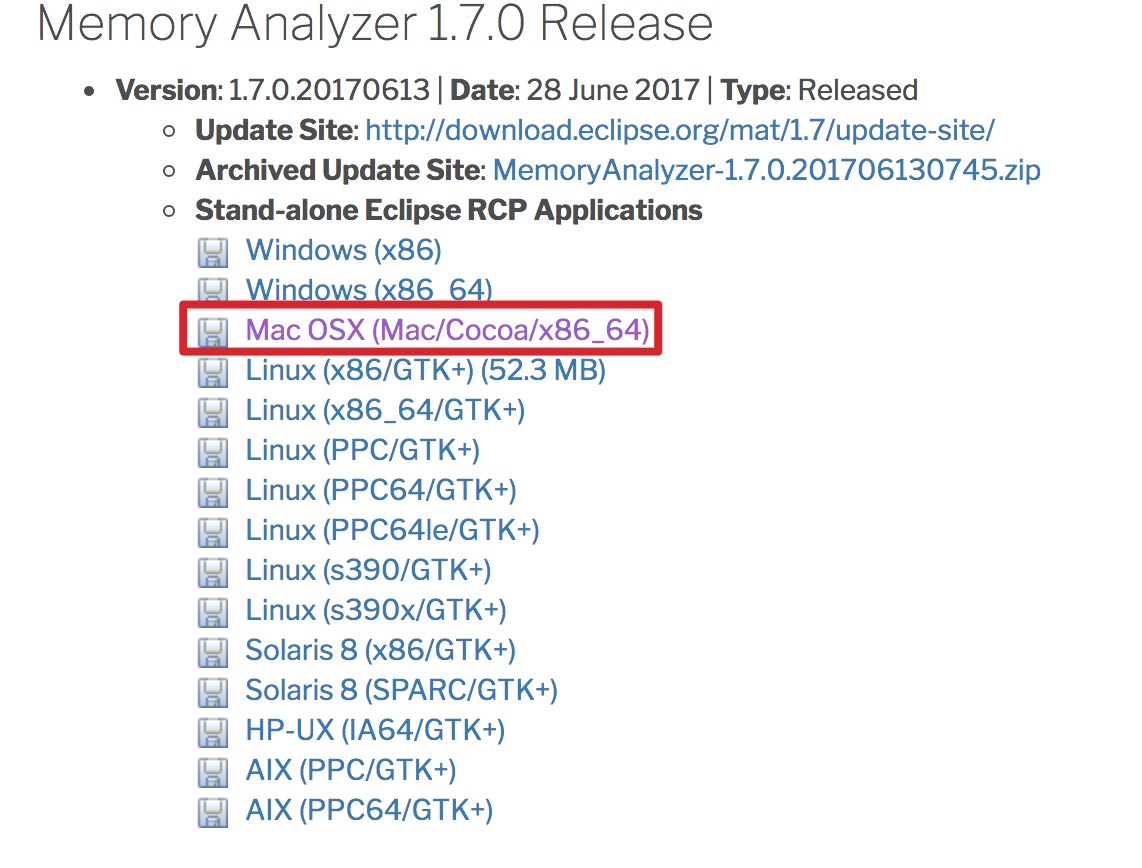 Memory Analyzer 1.7.0 Release
Version: 1.7.0.20170613 | Date: 28 June 2017 | Type: Released
Update Site: http://download.eclipse.org/mat/1.7/update-site/
Archived Update Site: MemoryAnalyzer-1.7.0.201706130745.zip
Stand-alone Eclipse RCP Applications
Windows (x86)
Windows (x86_64)
Mac OSX (Mac/Cocoa/x86_64)
Linux (x86/GTK+) (52.3 MB)
Linux (x86_64/GTK+)
Linux (PPC/GTK+)
Linux (PPC64/GTK+)
Linux (PPC64le/GTK+)
Linux (s390/GTK+)
Linux (s390x/GTK+)
Solaris 8 (x86/GTK+)
Solaris 8 (SPARC/GTK+)
HP-UX (IA64/GTK+)
AIX (PPC/GTK+)
AIX (PPC64/GTK+)